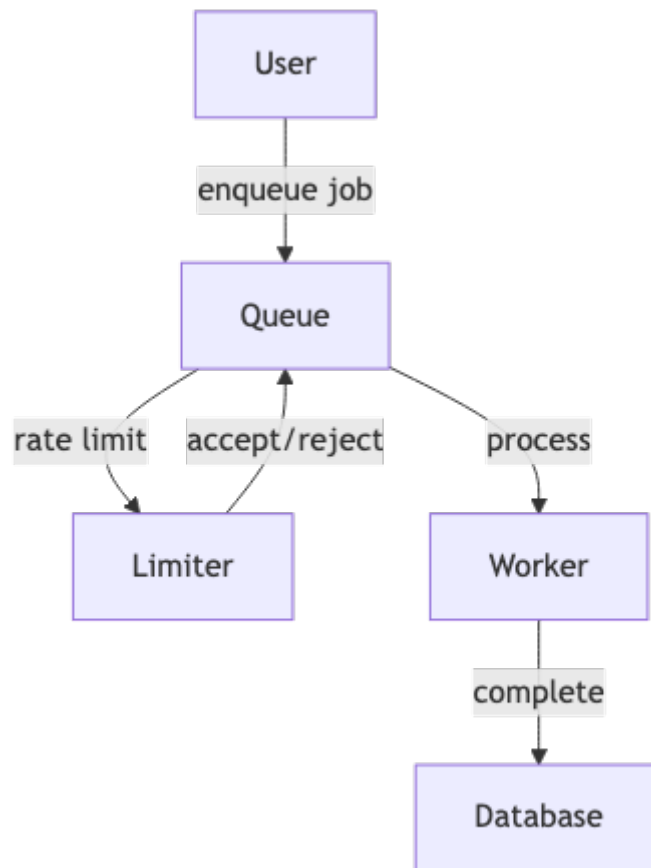 User
enqueue job
Queue
rate limit
accept/reject
process
Limiter
Worker
complete
Database